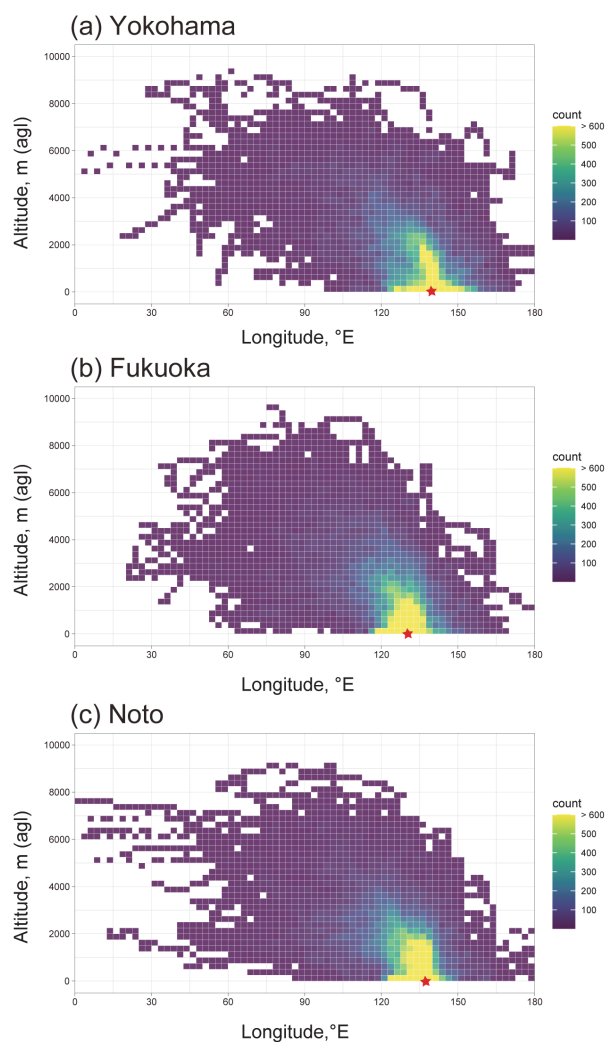 (a) Yokohama
10000
8000
6000
4000
2000
0
Altitude, m (agl)
0 30 60 90 120 150 180
Longitude, °E
count
> 600
500
400
300
200
100
(b) Fukuoka
10000
8000
6000
4000
2000
0
Altitude, m (agl)
0 30 60 90 120 150 180
Longitude, °E
count
> 600
500
400
300
200
100
(c) Noto
10000
8000
6000
4000
2000
0
Altitude, m (agl)
0 30 60 90 120 150 180
Longitude,°E
count
> 600
500
400
300
200
100